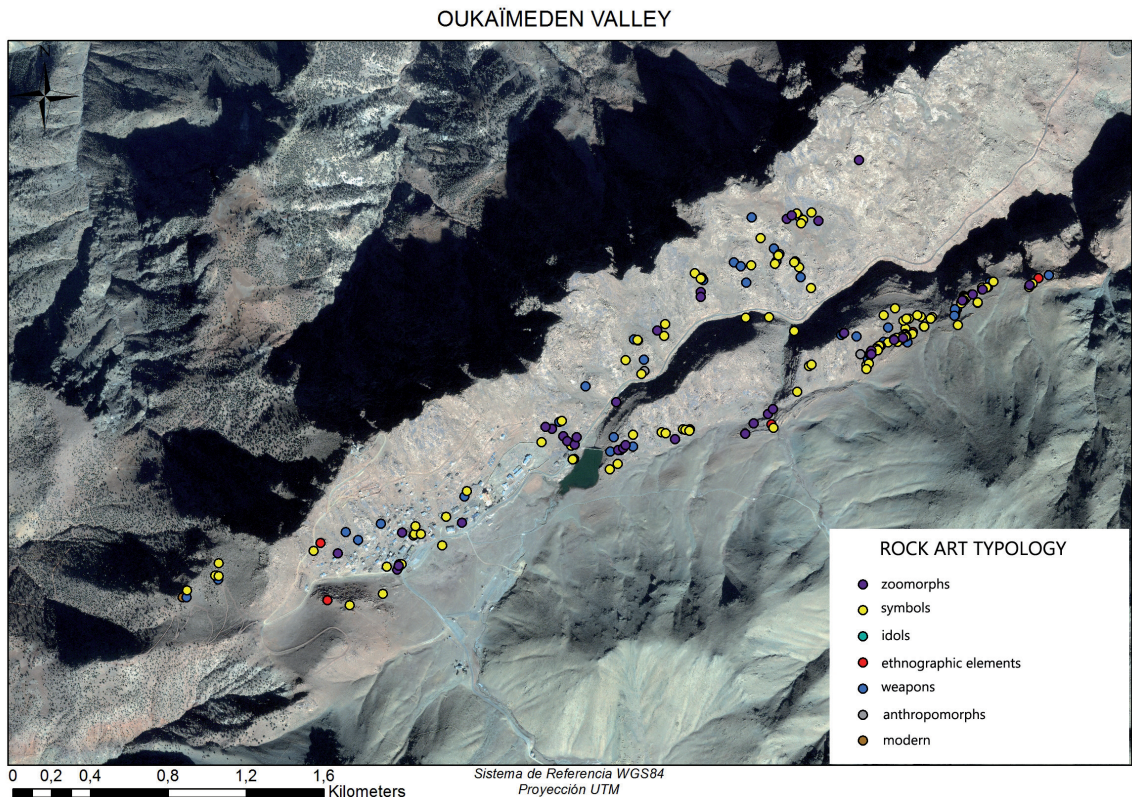 OUKAÏMEDEN VALLEY
ROCK ART TYPOLOGY
zoomorphs
symbols
idols
ethnographic elements
weapons
anthropomorphs
modern
0 0,2 0,4 0,8 1,2 1,6
Kilometers
Sistema de Referencia WGS84
Proyección UTM